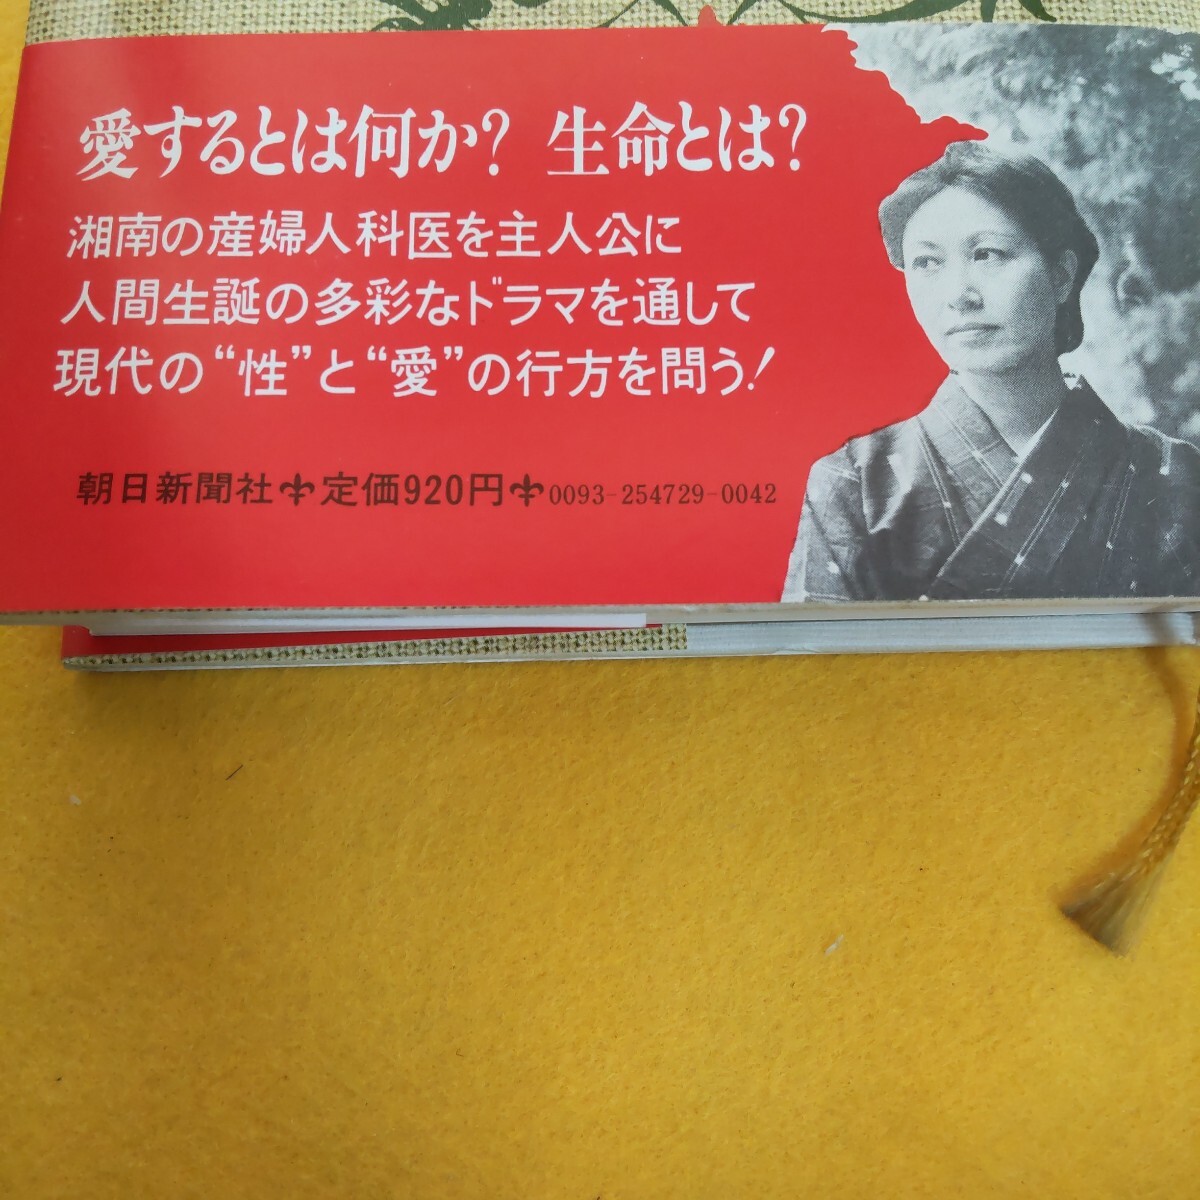 愛するとは何か? 生命とは?
湘南の産婦人科医を主人公に
人間生誕の多彩なドラマを通して
現代の“性”と“愛”の行方を問う!
朝日新聞社⚜定価920円⚜0093-254729-0042